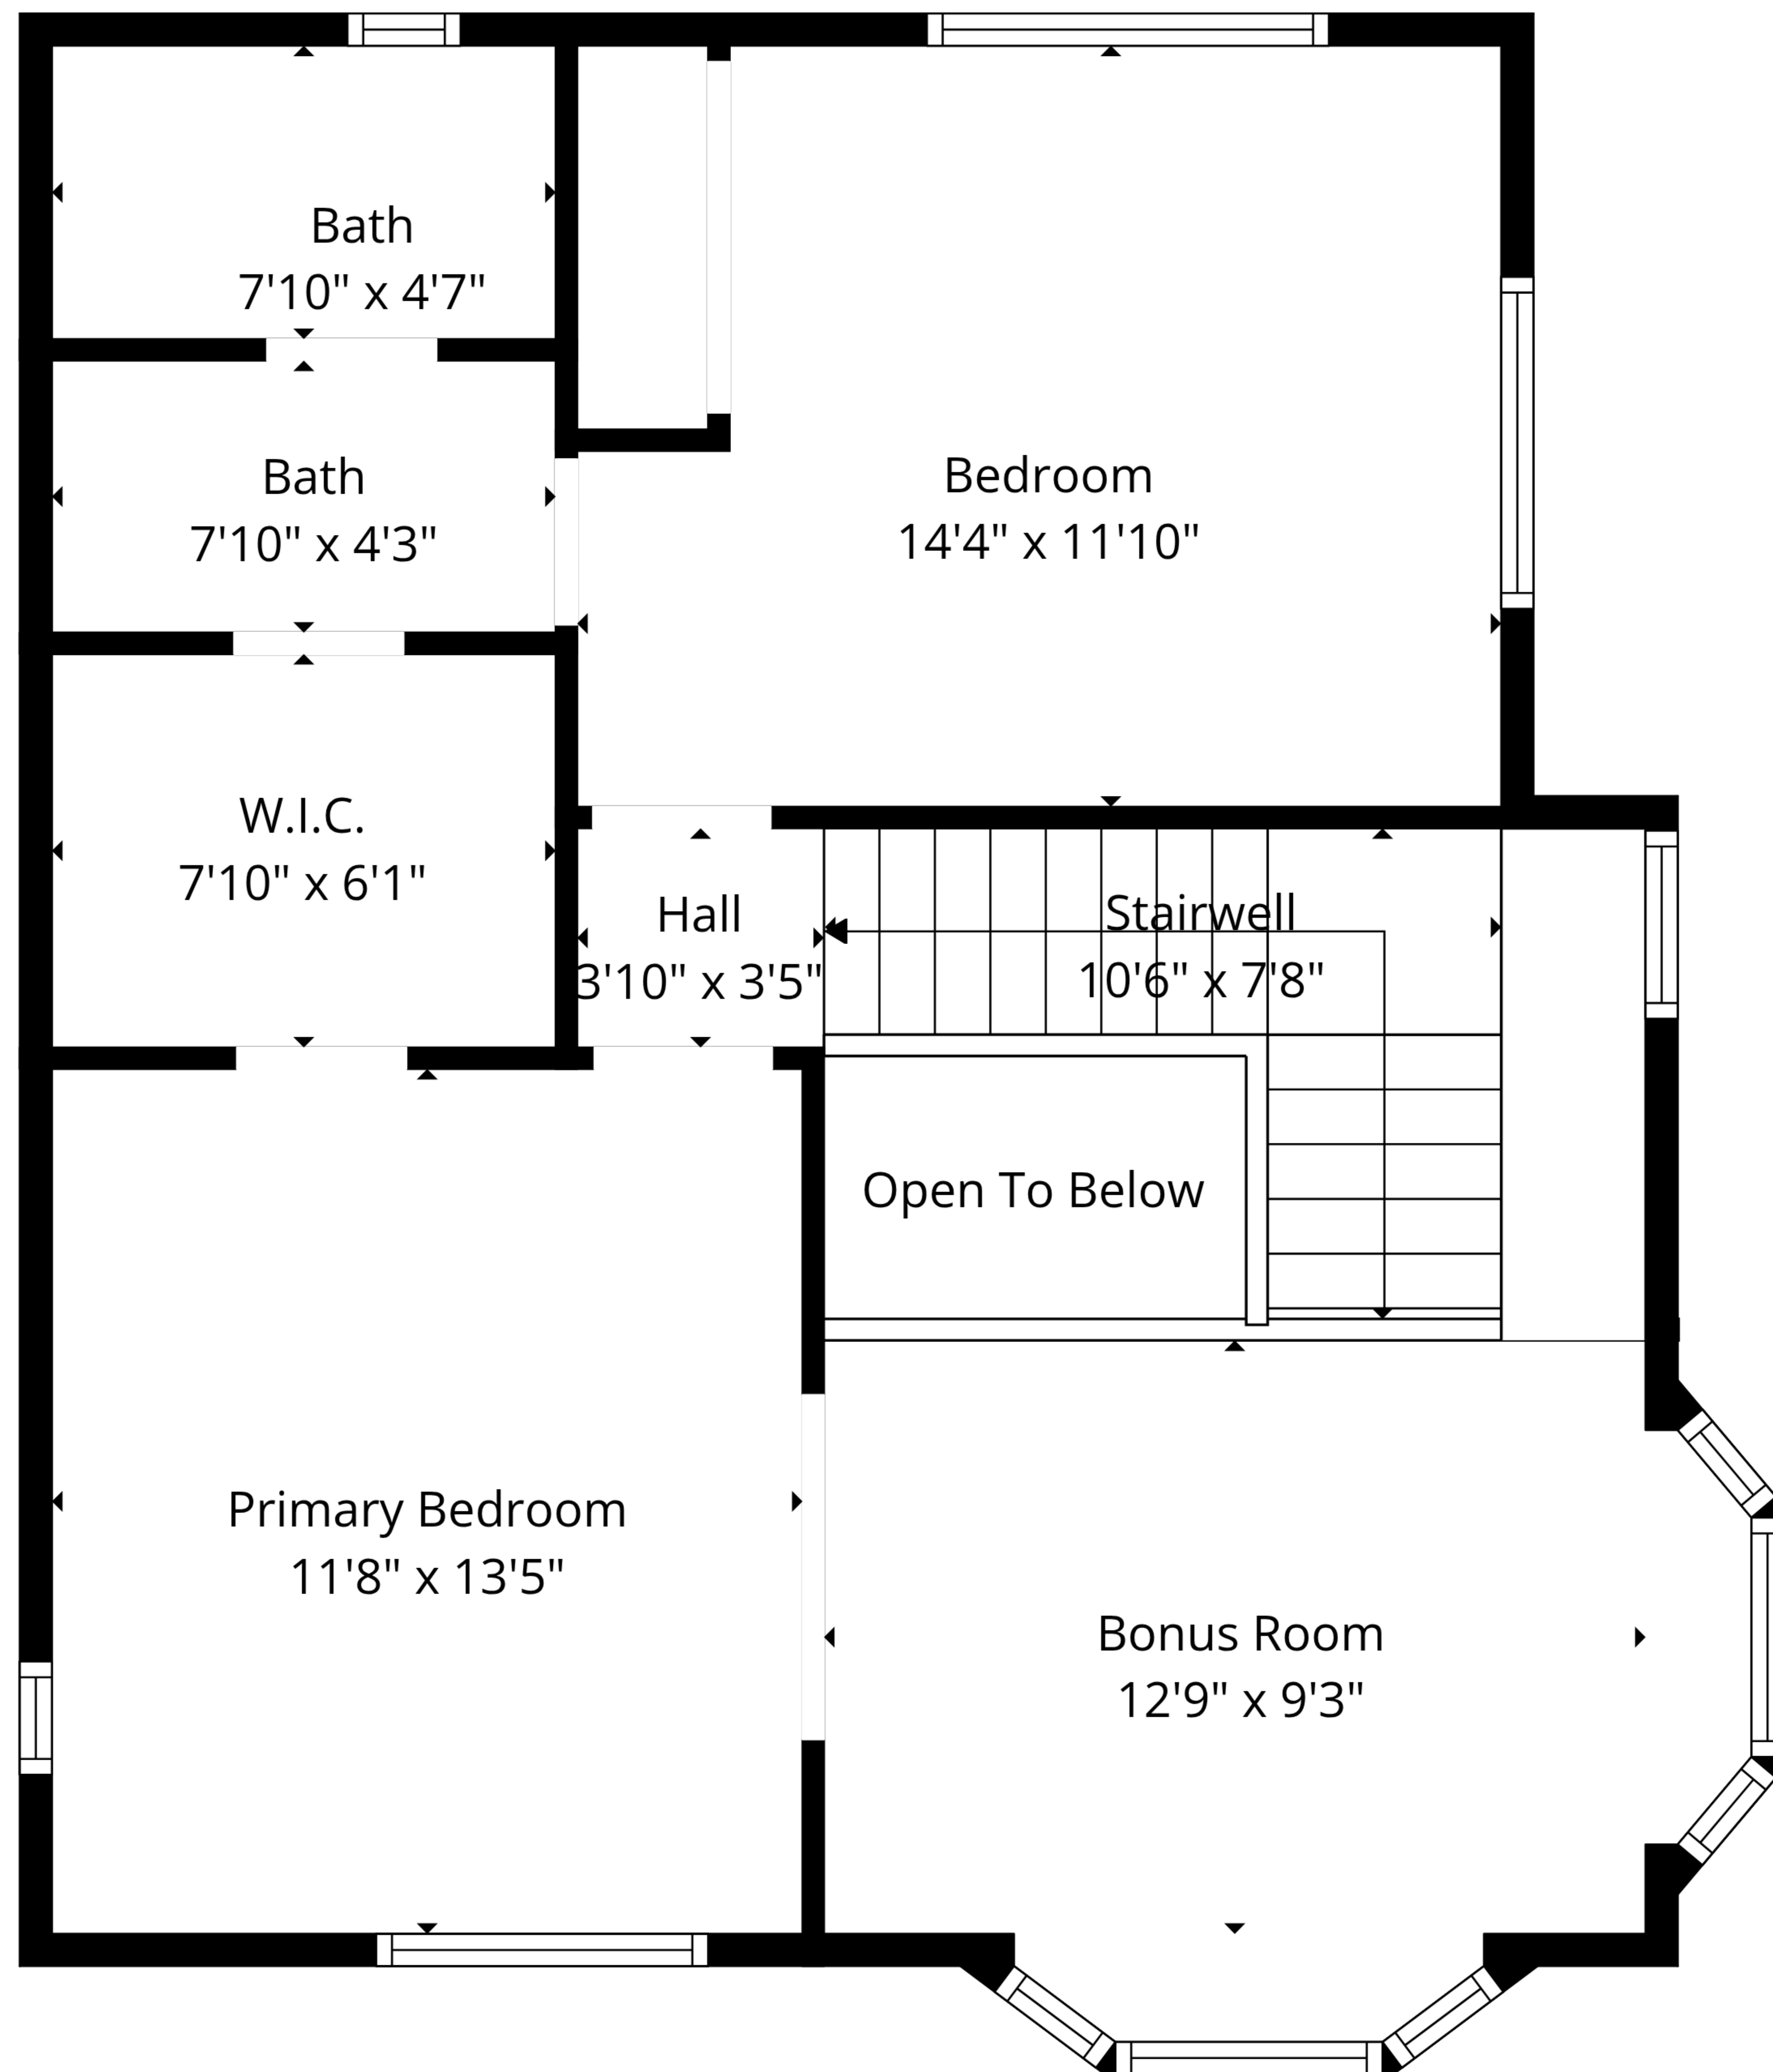 Bath
7'10" x 4'7"
Bath
7'10" x 4'3"
Bedroom
14'4" x 11'10"
W.I.C.
7'10" x 6'1"
Hall
3'10" x 3'5"
Stairwell
10'6" x 7'8"
Open To Below
Primary Bedroom
11'8" x 13'5"
Bonus Room
12'9" x 9'3"